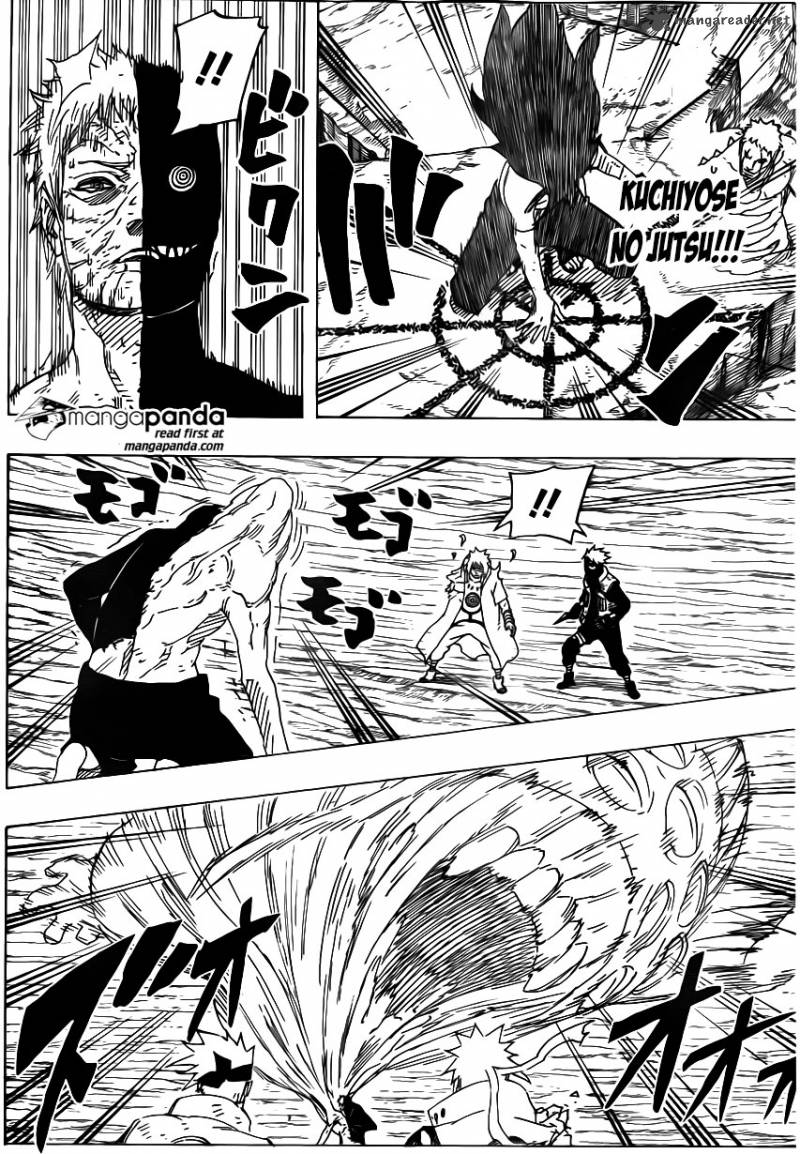 mangareader.net
KUCHIYOSE
NO JUTSU!!!
!!
ビクン
mangapanda
read first at
mangapanda.com
!!
モゴ
モゴ
モゴ
ズオ
オオオ